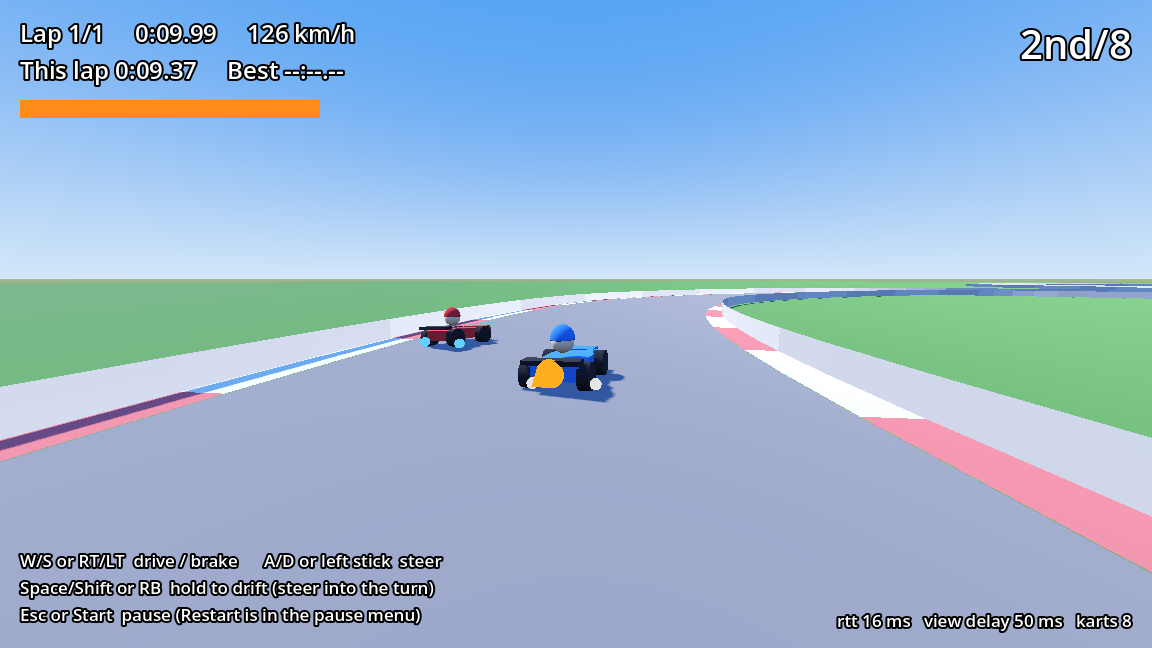 Lap 1/1 0:09.99 126 km/h
2nd/8
This lap 0:09.37 Best --:--.--
W/S or RT/LT drive / brake A/D or left stick steer
Space/Shift or RB hold to drift (steer into the turn)
Esc or Start pause (Restart is in the pause menu)
rtt 16 ms view delay 50 ms karts 8